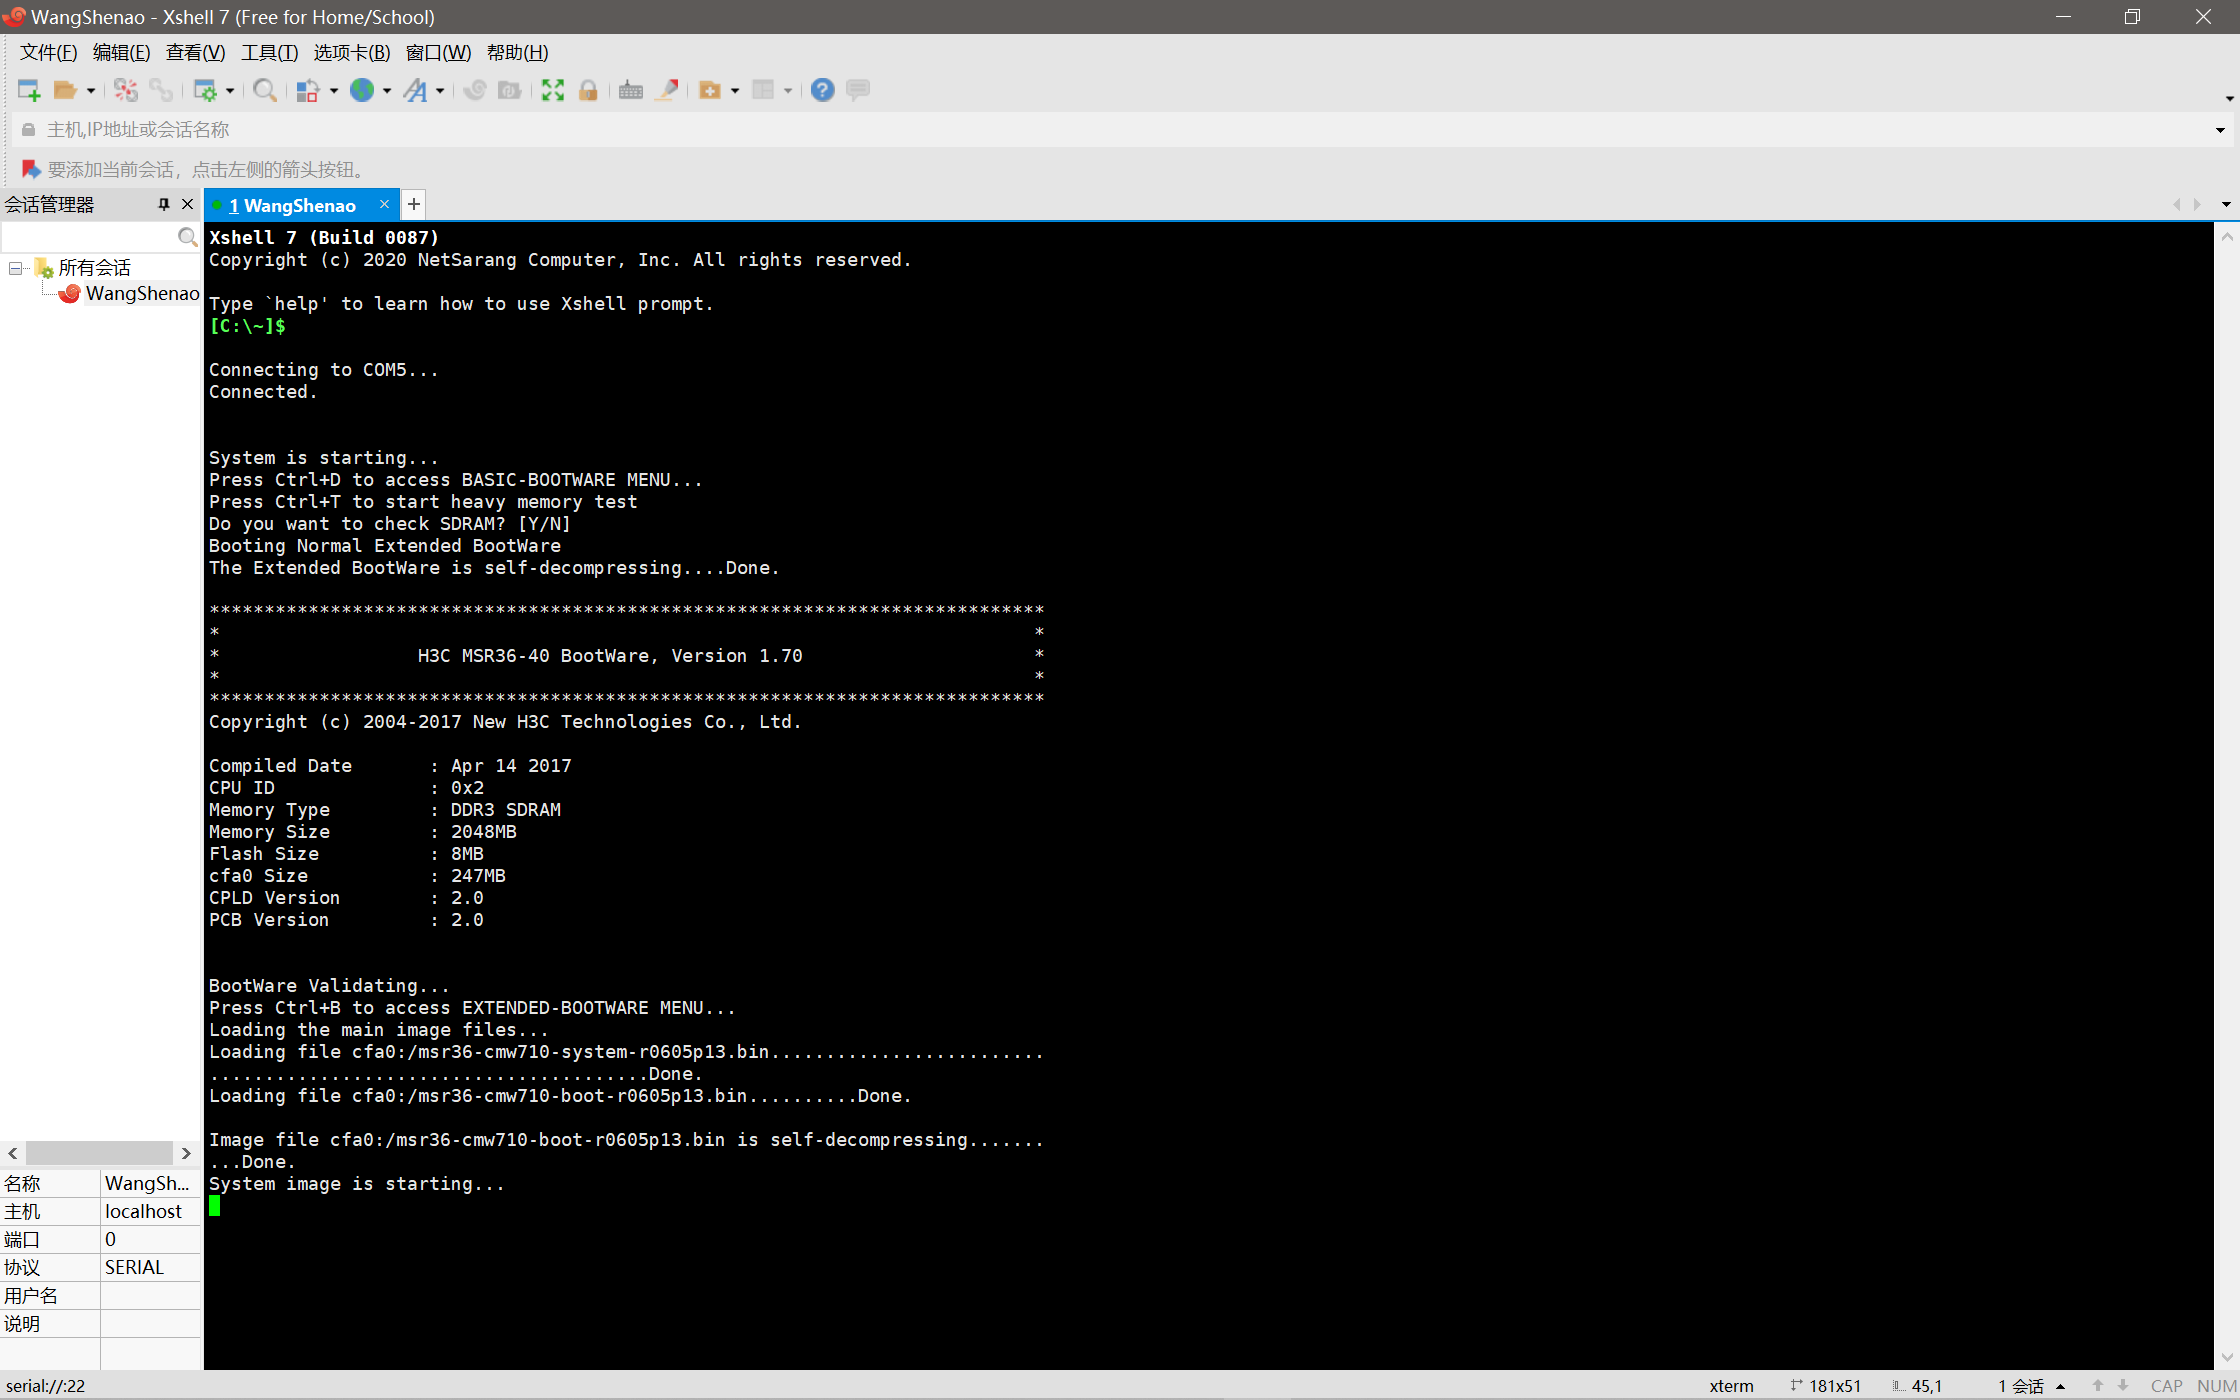 WangShenao - Xshell 7 (Free for Home/School)
文件(F) 编辑(E) 查看(V) 工具(T) 选项卡(B) 窗口(W) 帮助(H)
主机,IP地址或会话名称
要添加当前会话，点击左侧的箭头按钮。
会话管理器
1 WangShenao
所有会话
WangShenao
Xshell 7 (Build 0087)
Copyright (c) 2020 NetSarang Computer, Inc. All rights reserved.
Type `help' to learn how to use Xshell prompt.
[C:\~]$
Connecting to COM5...
Connected.
System is starting...
Press Ctrl+D to access BASIC-BOOTWARE MENU...
Press Ctrl+T to start heavy memory test
Do you want to check SDRAM? [Y/N]
Booting Normal Extended BootWare
The Extended BootWare is self-decompressing....Done.
****************************************************************************
*                                                                          *
*                  H3C MSR36-40 BootWare, Version 1.70                     *
*                                                                          *
****************************************************************************
Copyright (c) 2004-2017 New H3C Technologies Co., Ltd.
Compiled Date       : Apr 14 2017
CPU ID              : 0x2
Memory Type         : DDR3 SDRAM
Memory Size         : 2048MB
Flash Size          : 8MB
cfa0 Size           : 247MB
CPLD Version        : 2.0
PCB Version         : 2.0
BootWare Validating...
Press Ctrl+B to access EXTENDED-BOOTWARE MENU...
Loading the main image files...
Loading file cfa0:/msr36-cmw710-system-r0605p13.bin.........................
........................................Done.
Loading file cfa0:/msr36-cmw710-boot-r0605p13.bin..........Done.
Image file cfa0:/msr36-cmw710-boot-r0605p13.bin is self-decompressing.......
...Done.
System image is starting...
名称 WangSh...
主机 localhost
端口 0
协议 SERIAL
用户名
说明
serial://:22 xterm 181x51 45,1 1 会话 CAP NUM